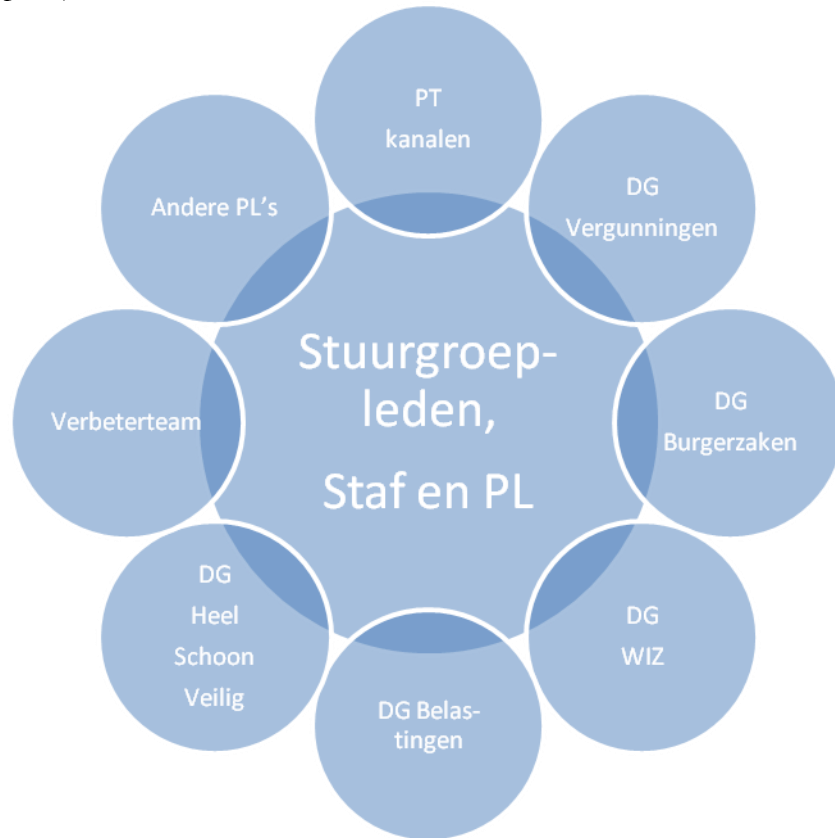 PT
kanalen
DG
Vergunningen
Andere PL's
Stuurgroep-
leden,
Staf en PL
DG
Burgerzaken
Verbeterteam
DG
Heel
Schoon
Veilig
DG
WIZ
DG Belas-
tingen